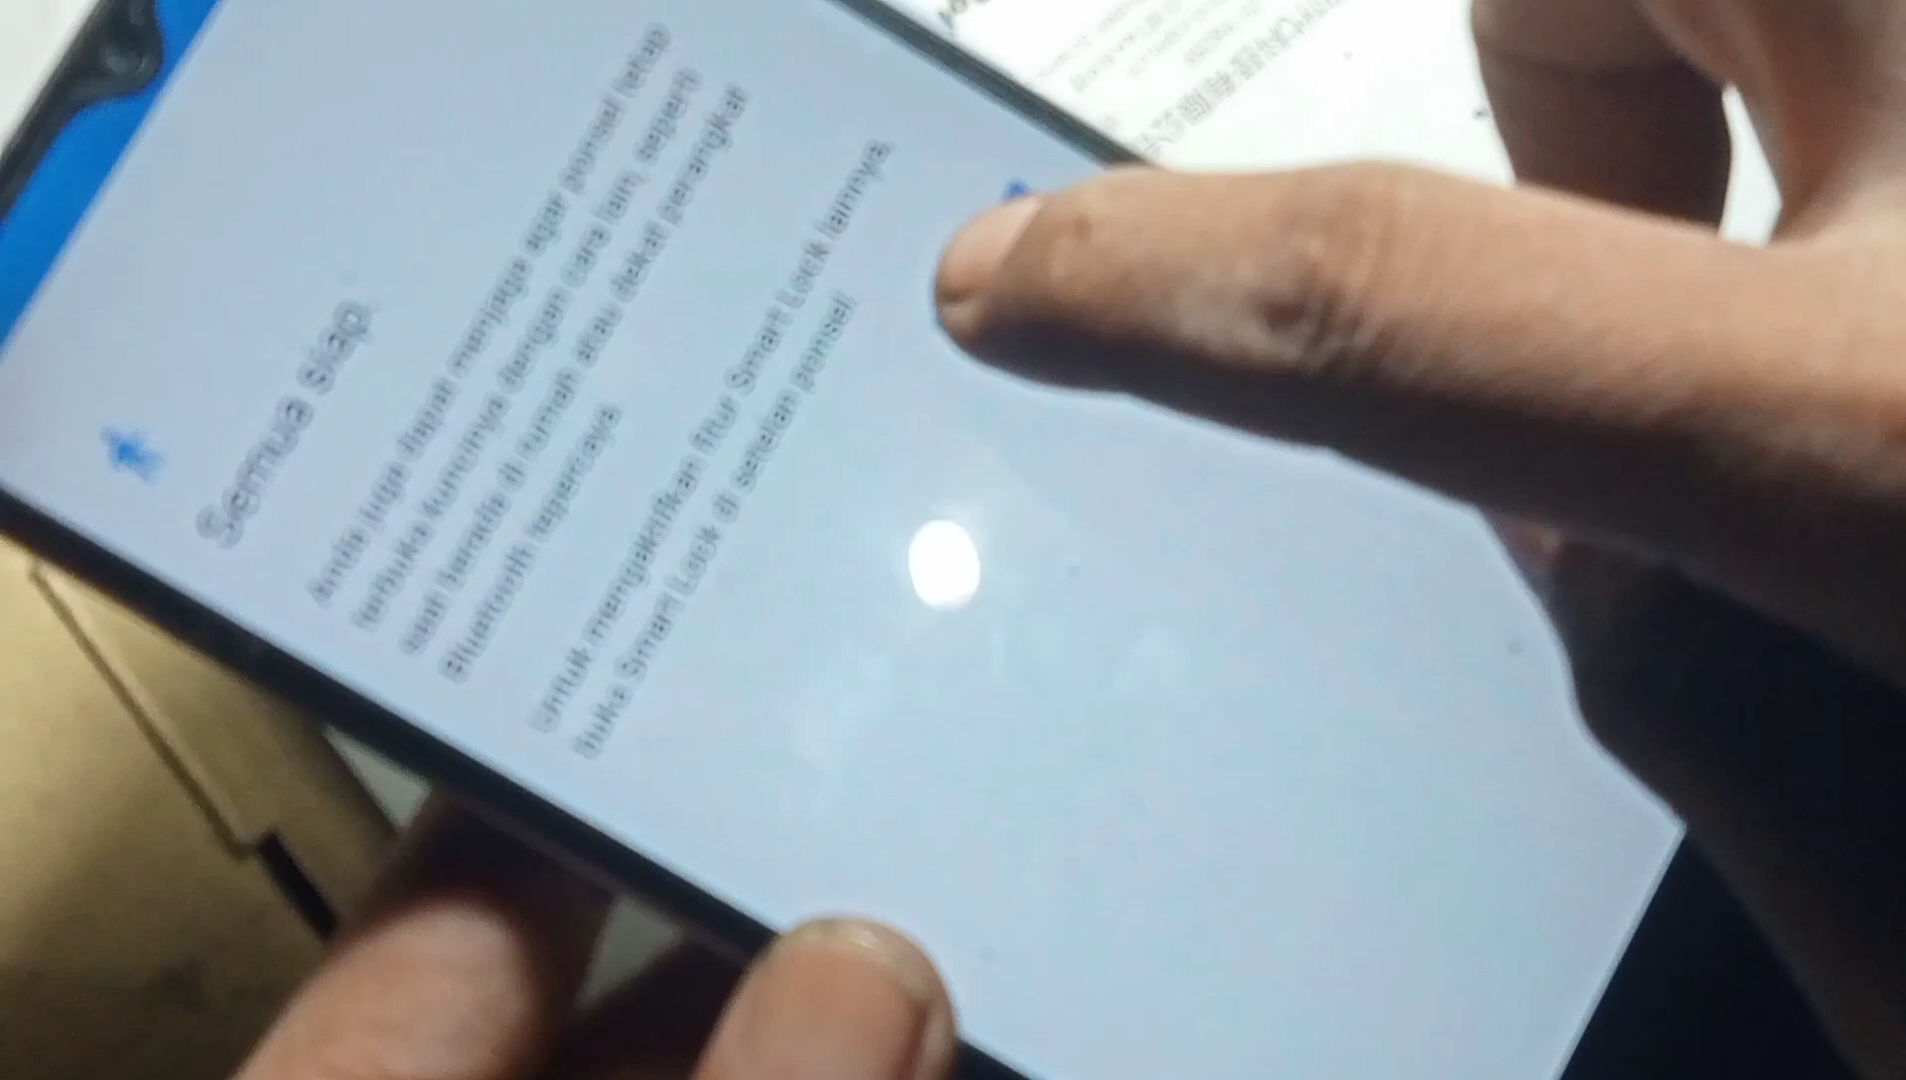 Semua siap.
Anda juga dapat menjaga agar ponsel tetap
terbuka kuncinya dengan cara lain, seperti
saat berada di rumah atau dekat perangkat
Bluetooth tepercaya
Untuk mengaktifkan fitur Smart Lock lainnya,
buka Smart Lock di setelan ponsel